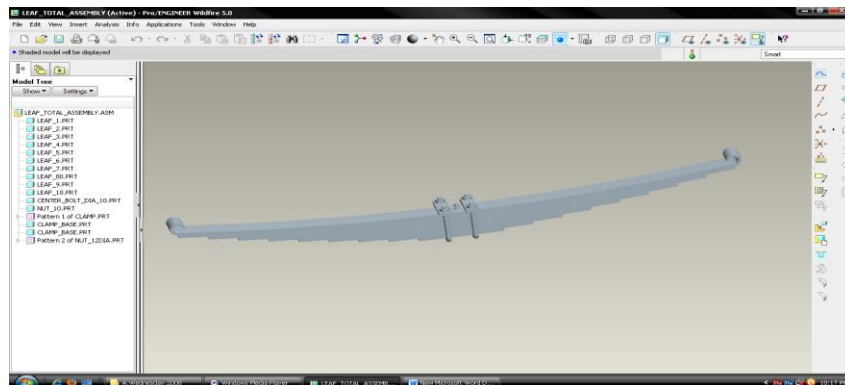 LEAF_TOTAL_ASSEMBLY (Active) - Pro/ENGINEER Wildfire 5.0
File Edit View Insert Analysis Info Applications Tools Window Help
• Shaded model will be displayed
Smart
Model Tree
Show Settings
LEAF_TOTAL_ASSEMBLY.ASM
LEAF_1.PRT
LEAF_2.PRT
LEAF_3.PRT
LEAF_4.PRT
LEAF_5.PRT
LEAF_6.PRT
LEAF_7.PRT
LEAF_80.PRT
LEAF_9.PRT
LEAF_10.PRT
CENTER_BOLT_DIA_10.PRT
NUT_10.PRT
Pattern 1 of CLAMP.PRT
CLAMP_BASE.PRT
CLAMP_BASE.PRT
Pattern 2 of NUT_12DIA.PRT
Windows Media Player LEAF_TOTAL_ASSEMB... New Microsoft Word D... 10:17 PM